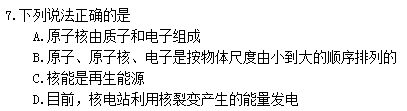 7.下列说法正确的是
A.原子核由质子和电子组成
B.原子、原子核、电子是按物体尺度由小到大的顺序排列的
C.核能是再生能源
D.目前，核电站利用核裂变产生的能量发电